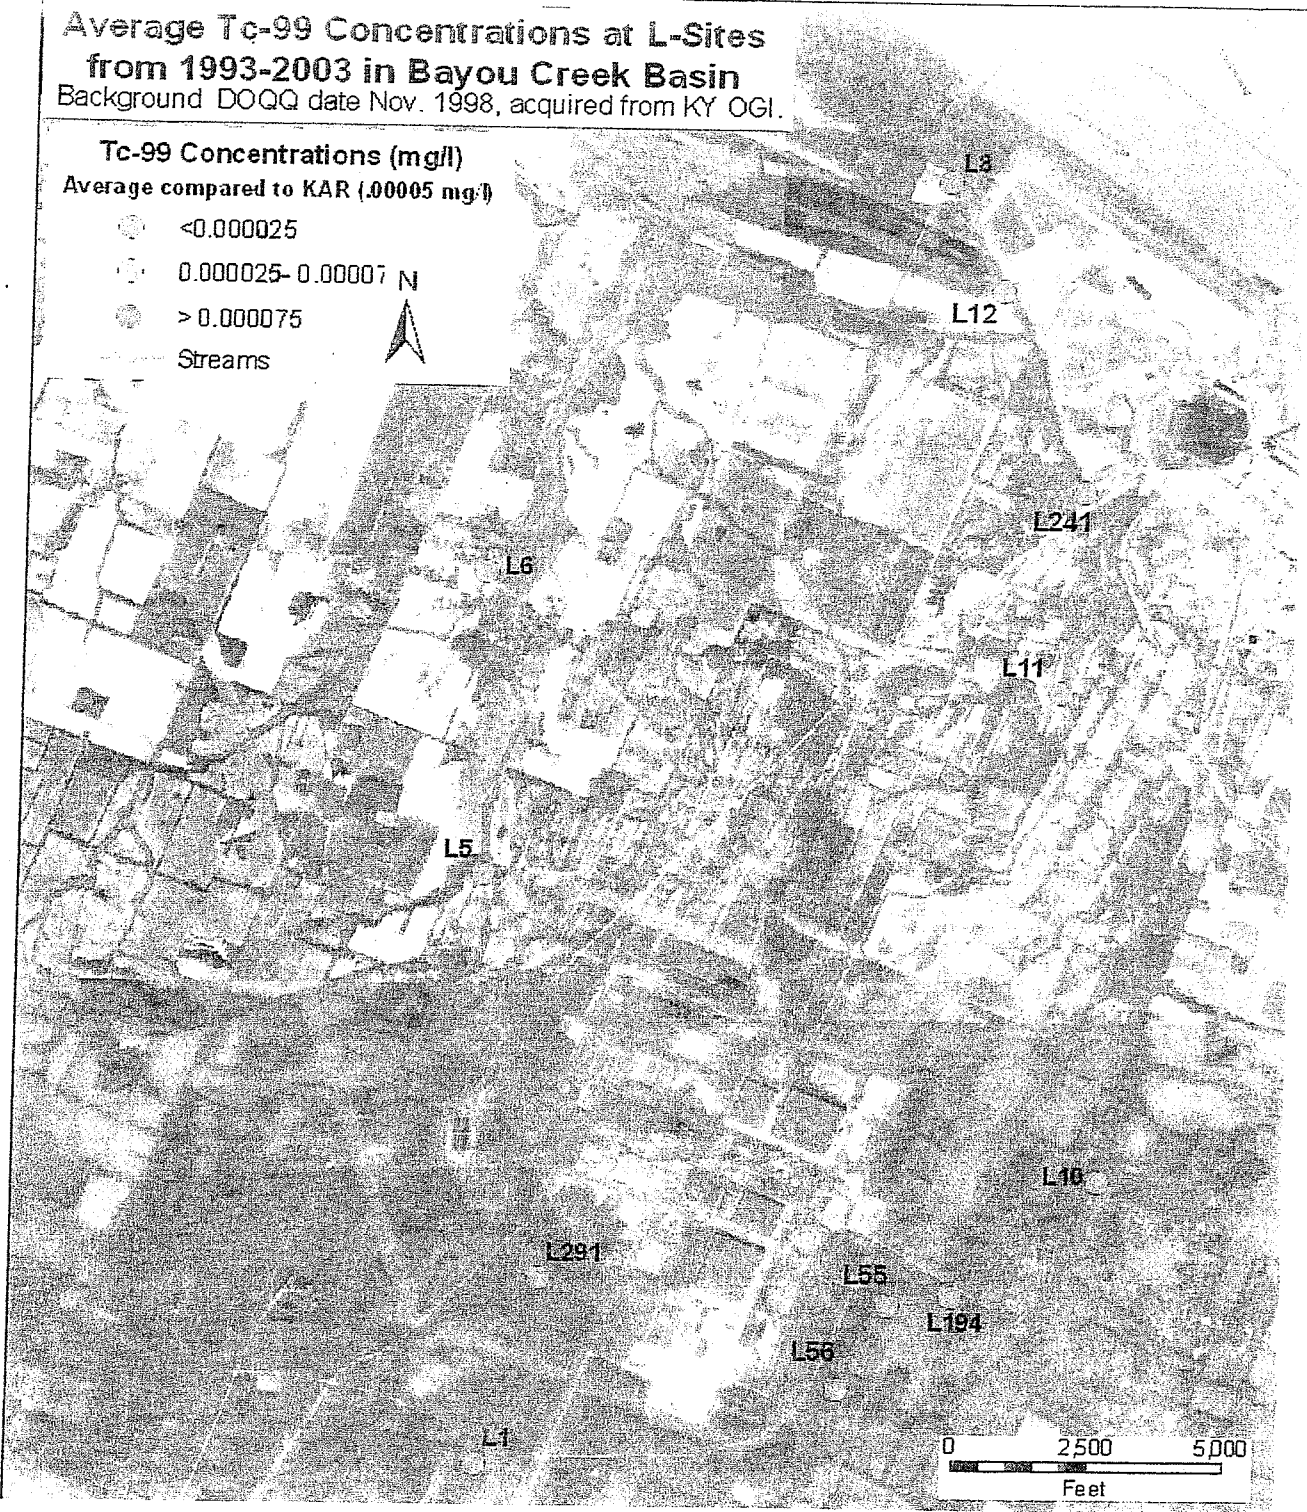 Average Tc-99 Concentrations at L-Sites
from 1993-2003 in Bayou Creek Basin
Background DOQQ date Nov. 1998, acquired from KY OGI.
Tc-99 Concentrations (mg/l)
Average compared to KAR (.00005 mg/l)
<0.000025
0.000025-0.00007
N
>0.000075
Streams
L8
L12
L241
L6
L11
L5
L10
L291
L55
L194
L56
L1
0 2,500 5,000
Feet